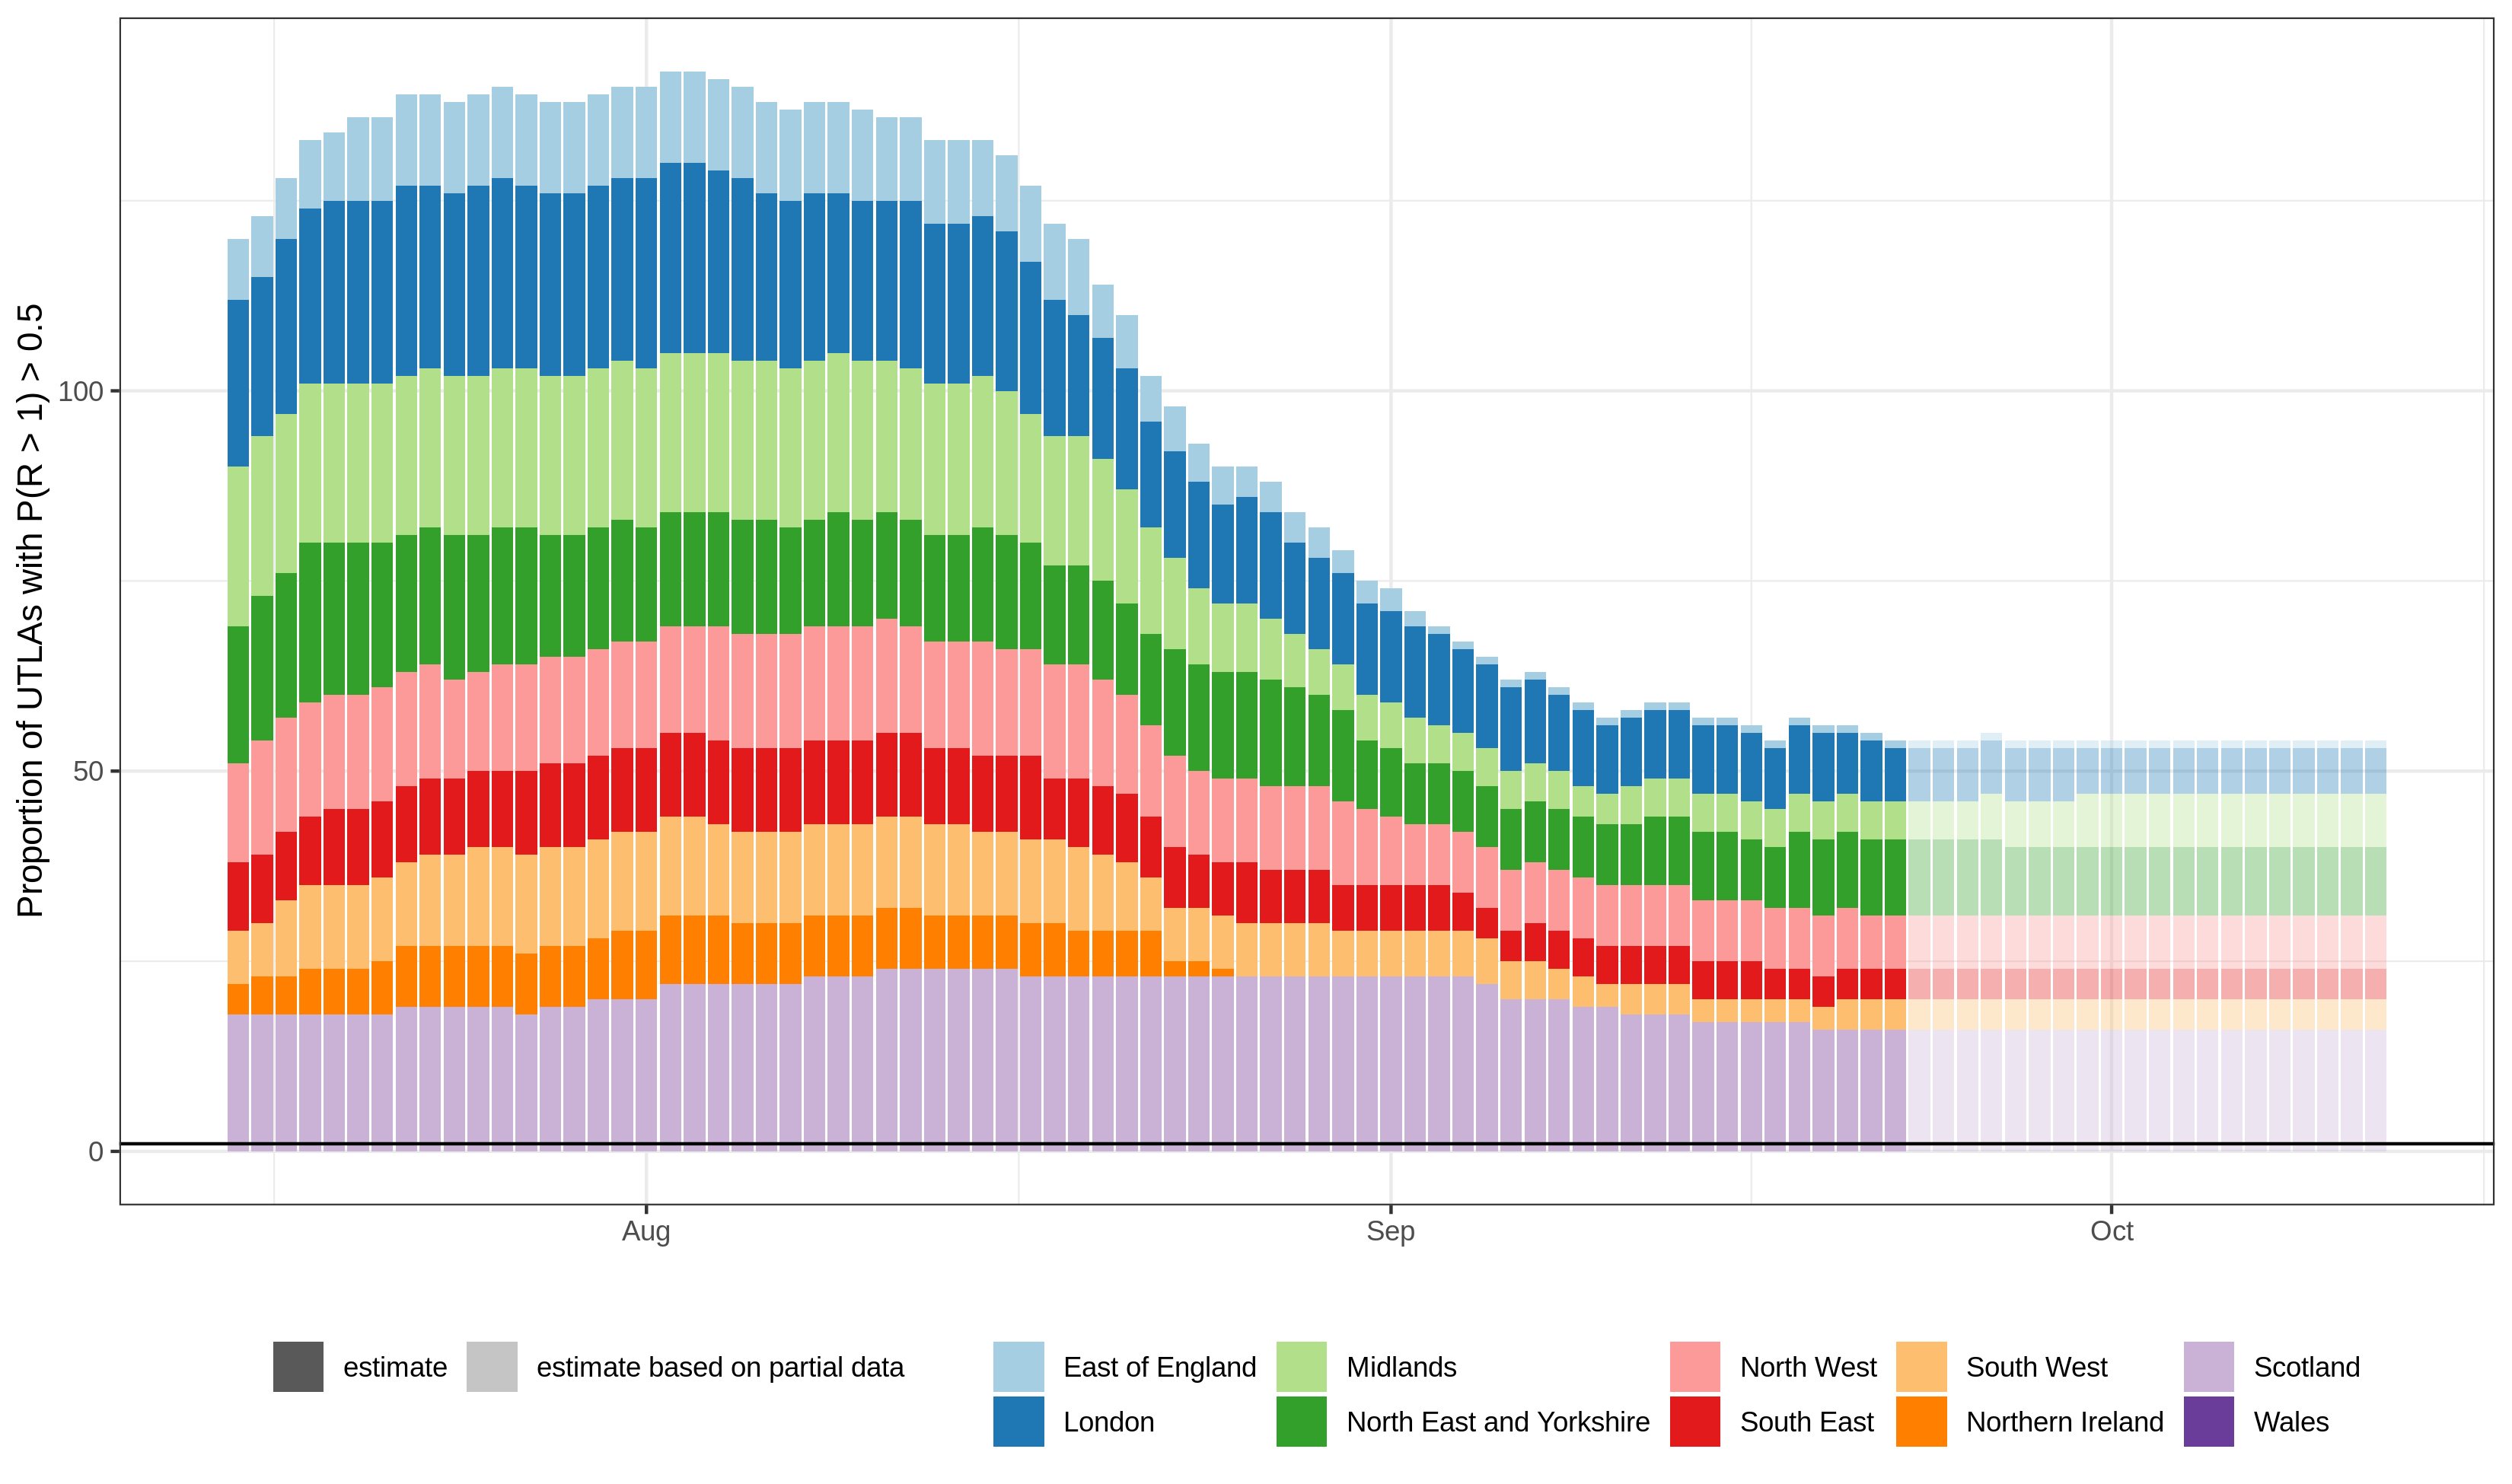 Proportion of UTLAs with P(R > 1) > 0.5
100
50
0
Aug Sep Oct
estimate estimate based on partial data East of England Midlands North West South West Scotland
London North East and Yorkshire South East Northern Ireland Wales